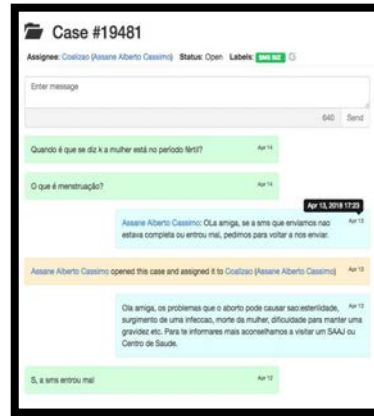 Case #19481
Assignee: Coalizao (Assane Alberto Cassimo) Status: Open Labels: SMS BIZ
Enter message
640 Send
Quando é que se diz k a mulher está no período fértil? Apr 14
O que é menstruação? Apr 14
Apr 13, 2018 17:23
Assane Alberto Cassimo: OLa amiga, se a sms que enviamos nao Apr 13
estava completa ou entrou mal, pedimos para voltar a nos enviar.
Assane Alberto Cassimo opened this case and assigned it to Coalizao (Assane Alberto Cassimo) Apr 13
Ola amiga, os problemas que o aborto pode causar sao:esterilidade, Apr 13
surgimento de uma infeccao, morte da mulher, dificuldade para manter uma
gravidez etc. Para te informares mais aconselhamos a visitar um SAAJ ou
Centro de Saude.
S, a sms entrou mal Apr 12